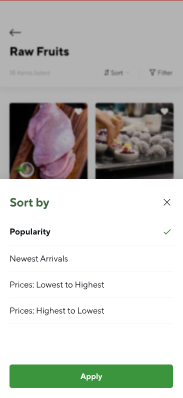 Raw Fruits
Sort
Filter
Sort by
Popularity
Newest Arrivals
Prices: Lowest to Highest
Prices: Highest to Lowest
Apply